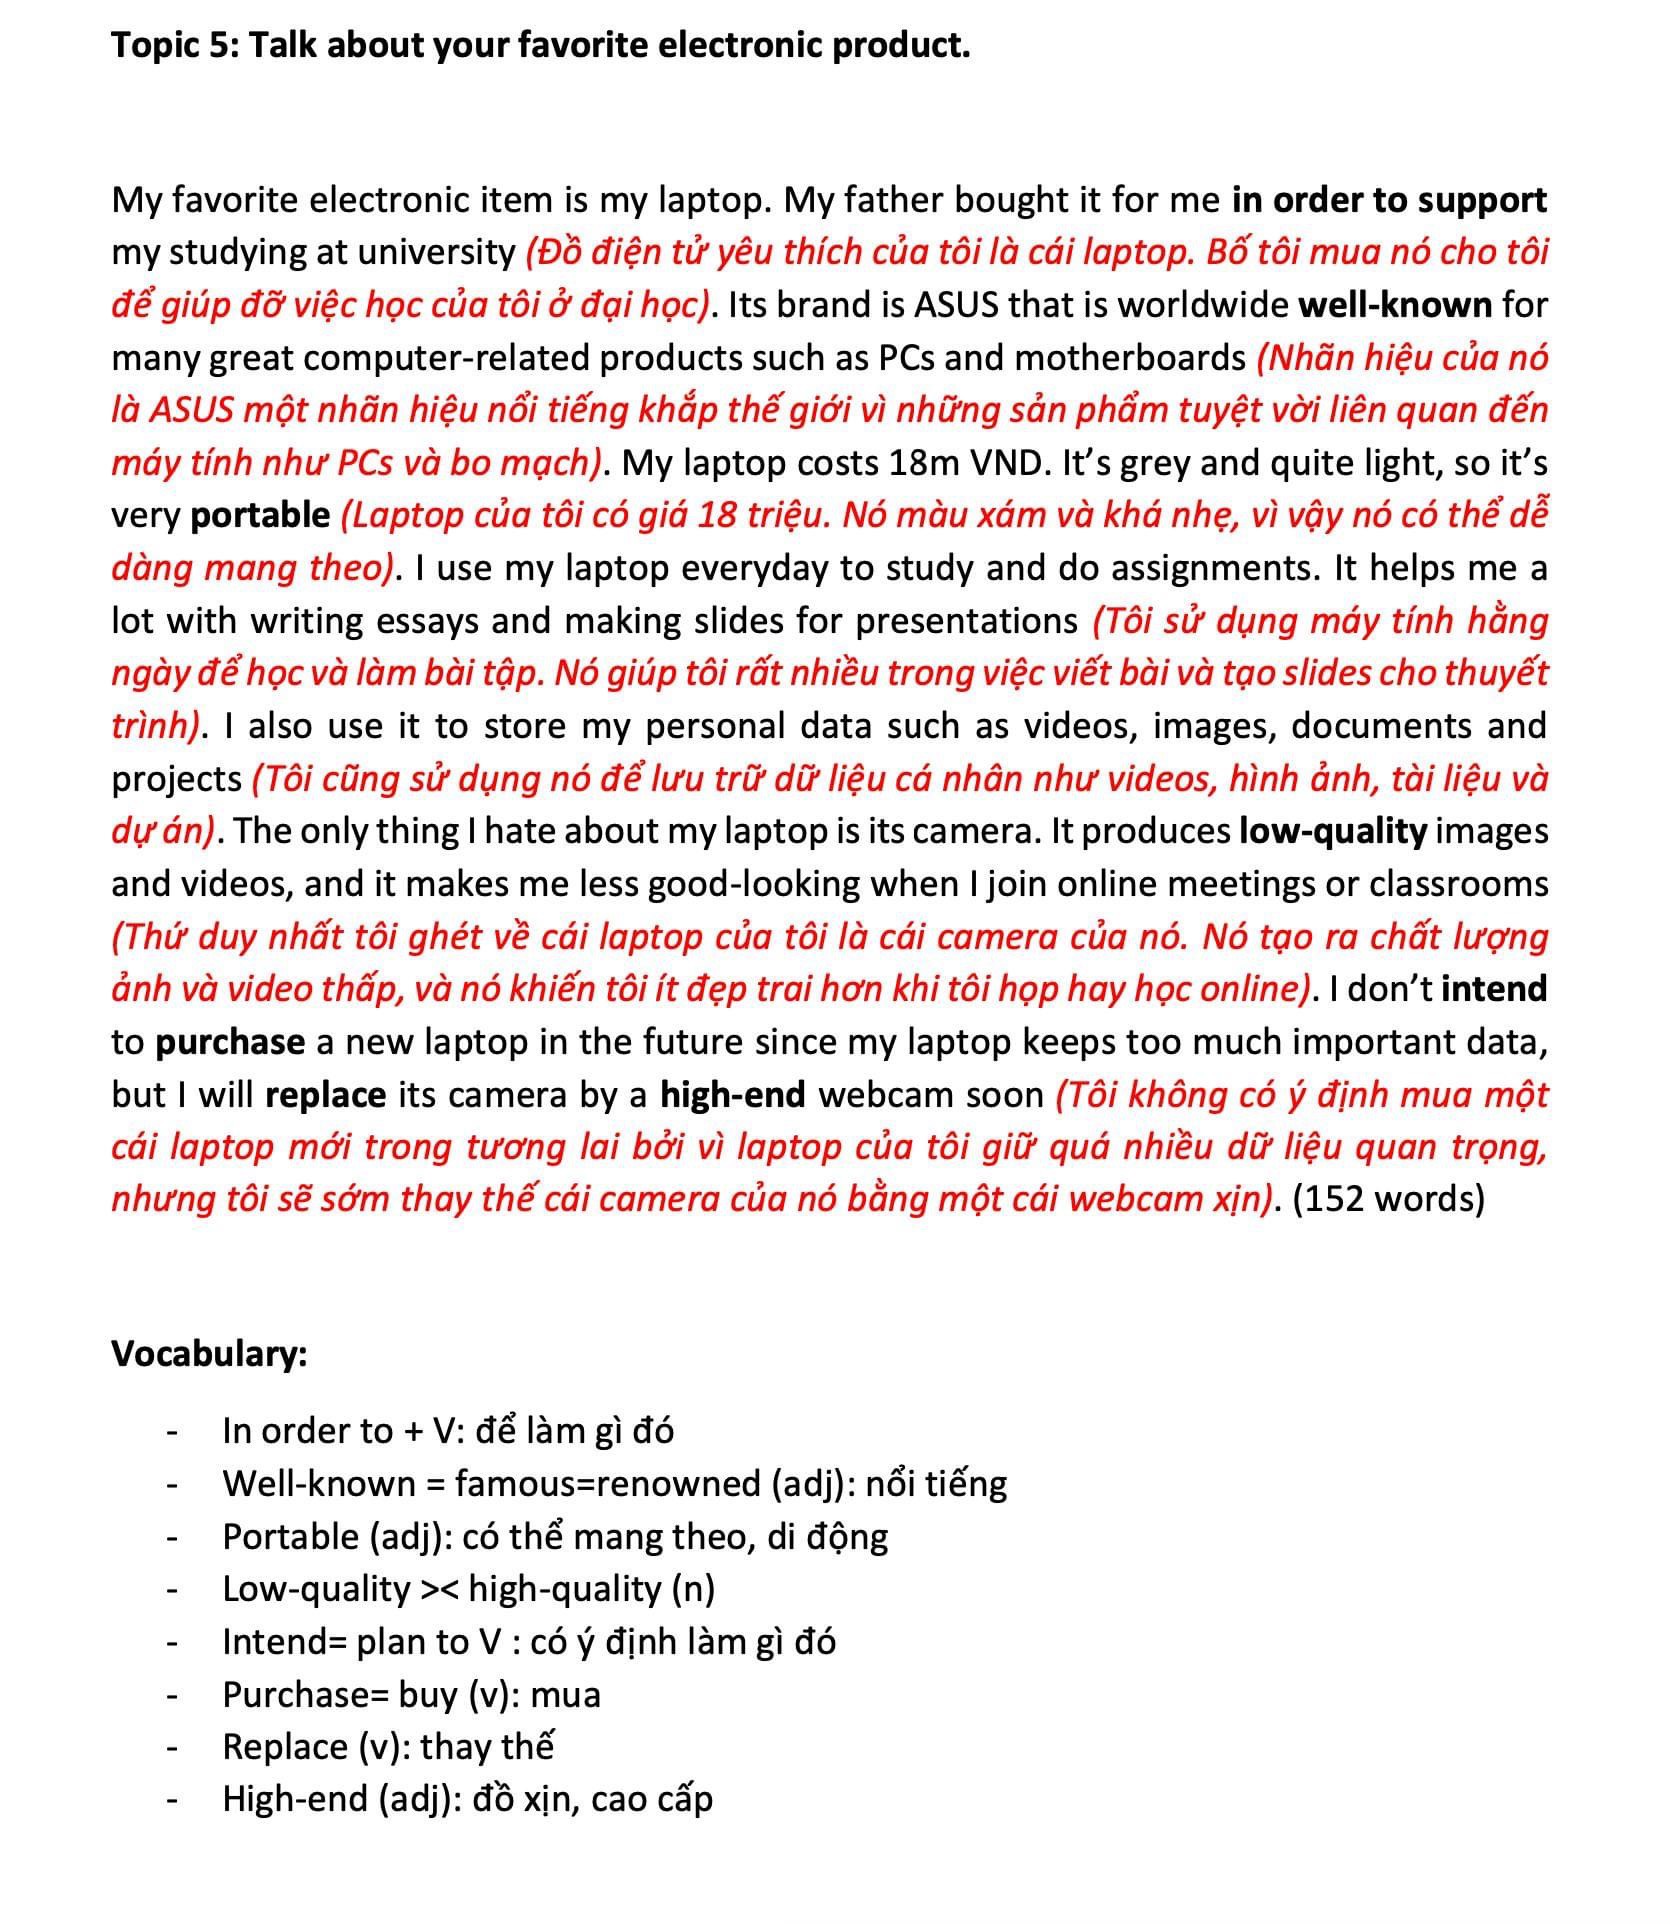 Topic 5: Talk about your favorite electronic product.
My favorite electronic item is my laptop. My father bought it for me in order to support
my studying at university (Đồ điện tử yêu thích của tôi là cái laptop. Bố tôi mua nó cho tôi
để giúp đỡ việc học của tôi ở đại học). Its brand is ASUS that is worldwide well-known for
many great computer-related products such as PCs and motherboards (Nhãn hiệu của nó
là ASUS một nhãn hiệu nổi tiếng khắp thế giới vì những sản phẩm tuyệt vời liên quan đến
máy tính như PCs và bo mạch). My laptop costs 18m VND. It’s grey and quite light, so it’s
very portable (Laptop của tôi có giá 18 triệu. Nó màu xám và khá nhẹ, vì vậy nó có thể dễ
dàng mang theo). I use my laptop everyday to study and do assignments. It helps me a
lot with writing essays and making slides for presentations (Tôi sử dụng máy tính hằng
ngày để học và làm bài tập. Nó giúp tôi rất nhiều trong việc viết bài và tạo slides cho thuyết
trình). I also use it to store my personal data such as videos, images, documents and
projects (Tôi cũng sử dụng nó để lưu trữ dữ liệu cá nhân như videos, hình ảnh, tài liệu và
dự án). The only thing I hate about my laptop is its camera. It produces low-quality images
and videos, and it makes me less good-looking when I join online meetings or classrooms
(Thứ duy nhất tôi ghét về cái laptop của tôi là cái camera của nó. Nó tạo ra chất lượng
ảnh và video thấp, và nó khiến tôi ít đẹp trai hơn khi tôi họp hay học online). I don’t intend
to purchase a new laptop in the future since my laptop keeps too much important data,
but I will replace its camera by a high-end webcam soon (Tôi không có ý định mua một
cái laptop mới trong tương lai bởi vì laptop của tôi giữ quá nhiều dữ liệu quan trọng,
nhưng tôi sẽ sớm thay thế cái camera của nó bằng một cái webcam xịn). (152 words)
Vocabulary:
- In order to + V: để làm gì đó
- Well-known = famous=renowned (adj): nổi tiếng
- Portable (adj): có thể mang theo, di động
- Low-quality >< high-quality (n)
- Intend= plan to V : có ý định làm gì đó
- Purchase= buy (v): mua
- Replace (v): thay thế
- High-end (adj): đồ xịn, cao cấp